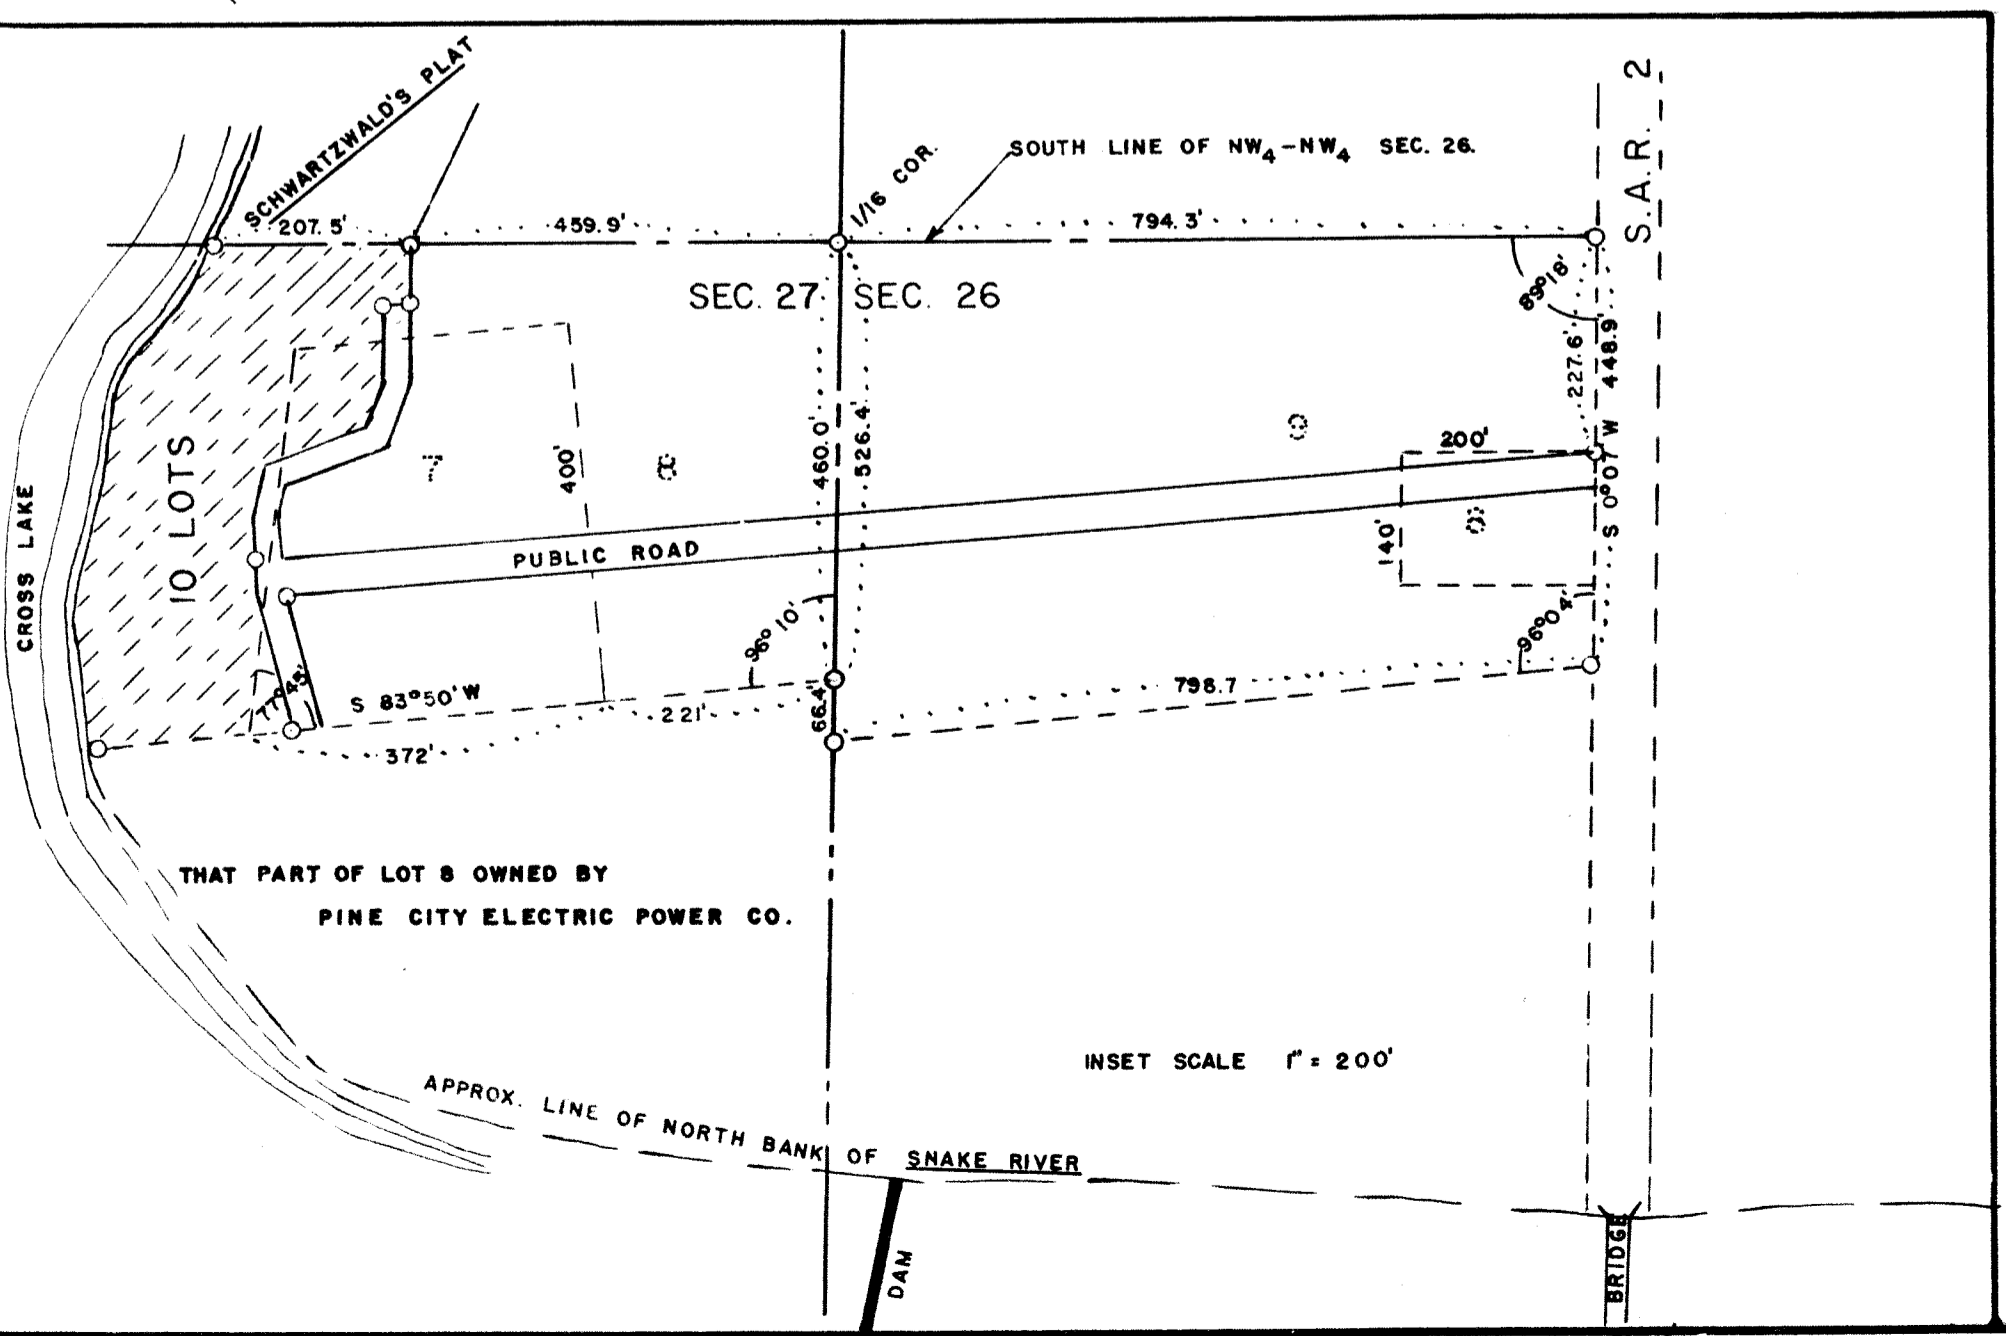 SCHWARTZWALD'S PLAT
1/16 COR.
SOUTH LINE OF NW4-NW4 SEC. 26.
S.A.R. 2
207.5'
459.9'
794.3'
SEC. 27
SEC. 26
89°18'
227.6'
448.9'
S 0°07' W
10 LOTS
CROSS LAKE
7
400'
8
460.0'
526.4'
200'
140'
PUBLIC ROAD
96° 10'
96°08'
77°45'
S 83°50' W
221'
66.4'
798.7
372'
THAT PART OF LOT 8 OWNED BY
PINE CITY ELECTRIC POWER CO.
INSET SCALE 1" = 200'
APPROX. LINE OF NORTH BANK OF SNAKE RIVER
DAM
BRIDGE